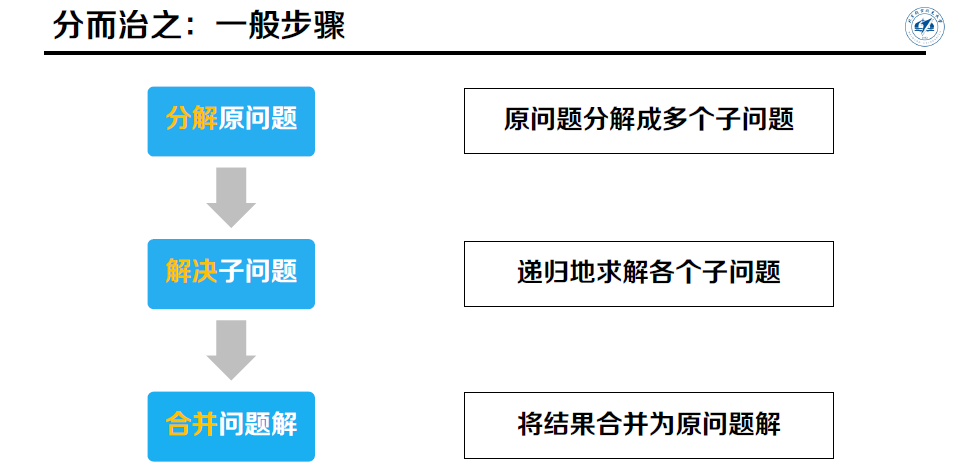 分而治之：一般步骤
分解原问题
原问题分解成多个子问题
解决子问题
递归地求解各个子问题
合并问题解
将结果合并为原问题解